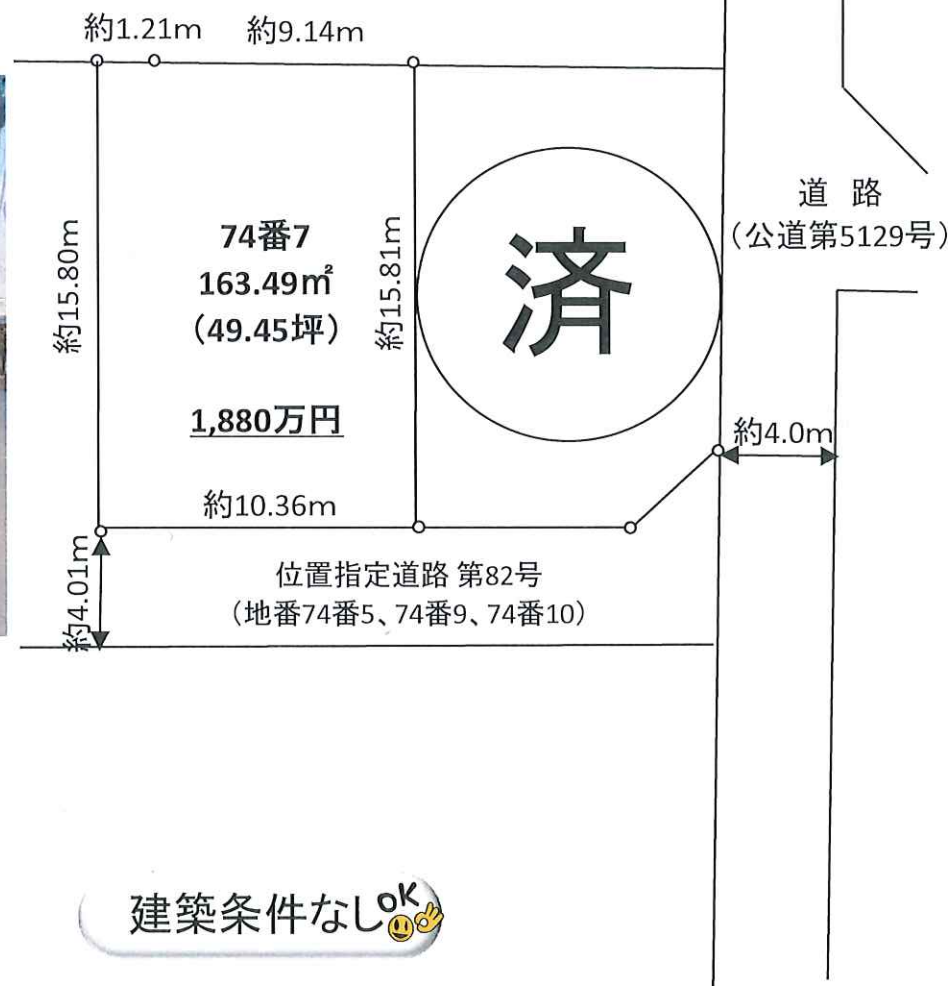 約1.21m 約9.14m
道 路
(公道第5129号)
約15.80m
74番7
163.49㎡
(49.45坪)
1,880万円
約15.81m
済
約4.0m
約10.36m
約4.01m
位置指定道路 第82号
(地番74番5、74番9、74番10)
建築条件なし OK